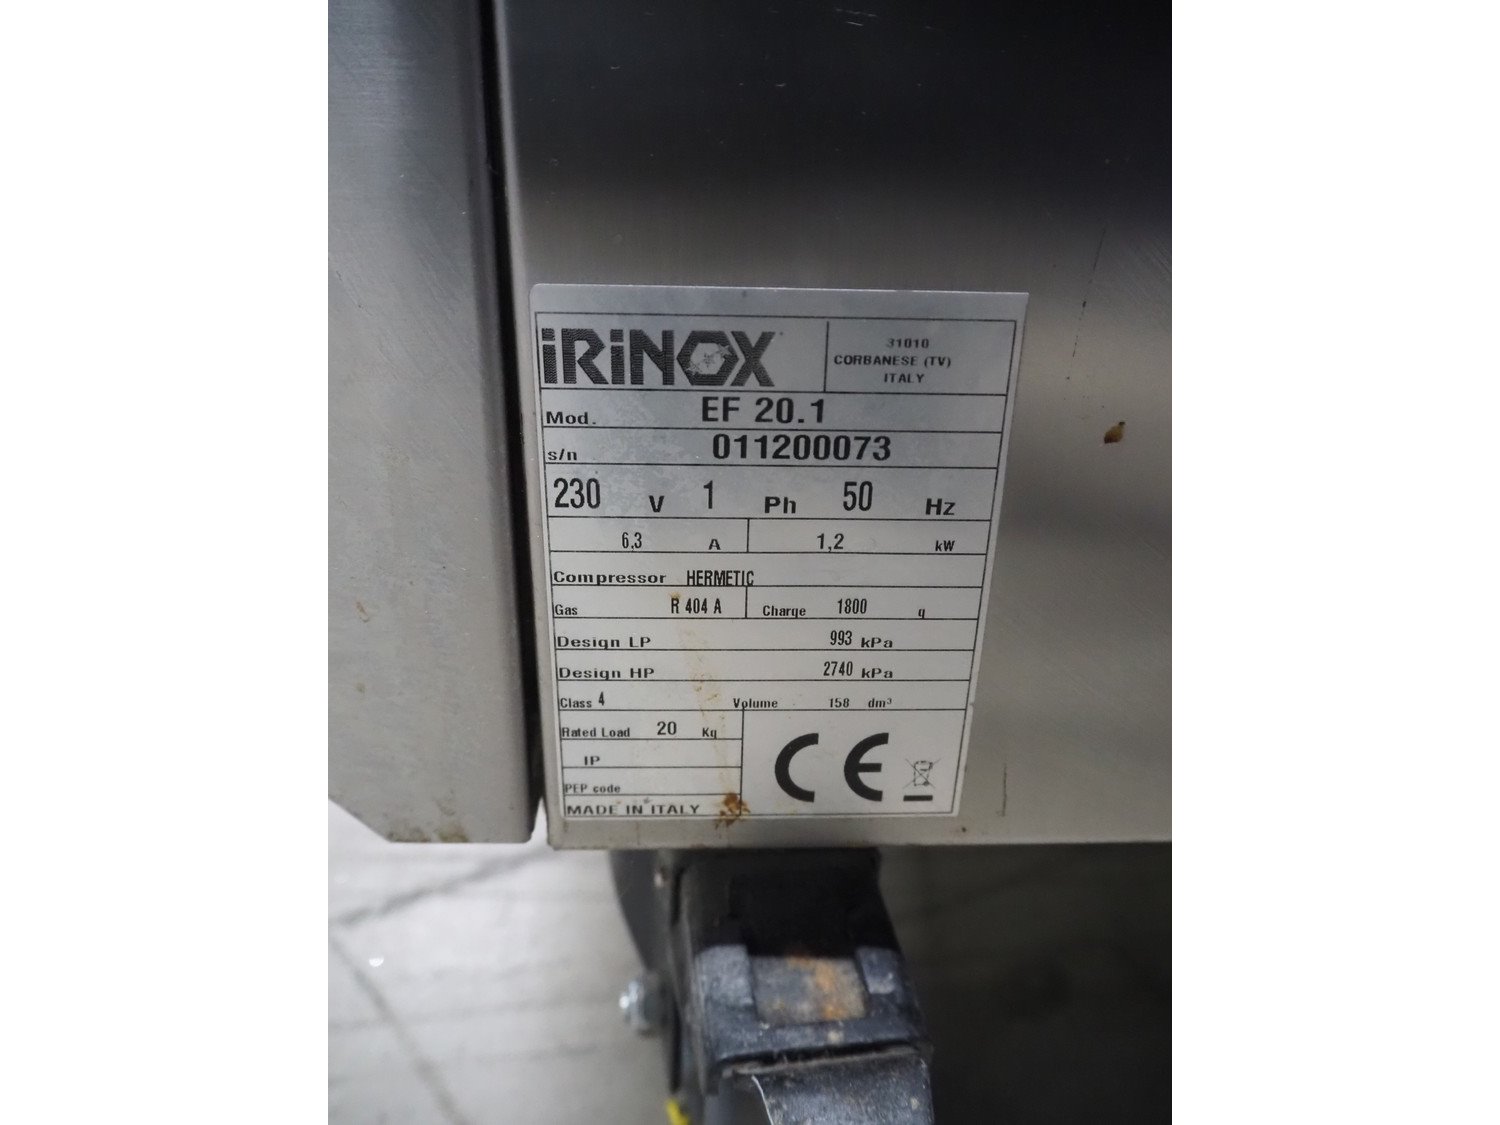 iRiNOX
31010
CORBANESE (TV)
ITALY
Mod. EF 20.1
s/n 011200073
230 V 1 Ph 50 Hz
6,3 A 1,2 kW
Compressor HERMETIC
Gas R 404 A Charge 1800 g
Design LP 993 kPa
Design HP 2740 kPa
Class 4 Volume 158 dm³
Rated Load 20 Kg
IP
PEP code
MADE IN ITALY
CE